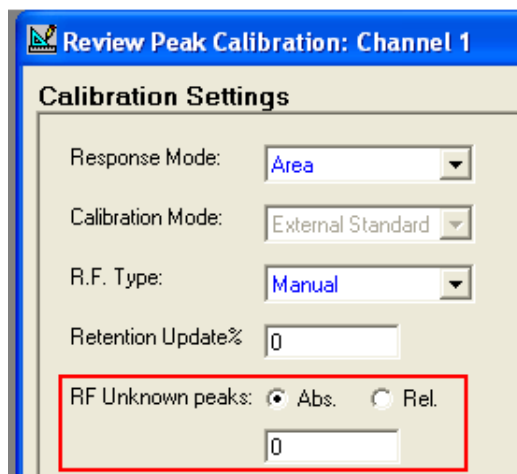 Review Peak Calibration: Channel 1
Calibration Settings
Response Mode: Area
Calibration Mode: External Standard
R.F. Type: Manual
Retention Update% 0
RF Unknown peaks: Abs. Rel.
0